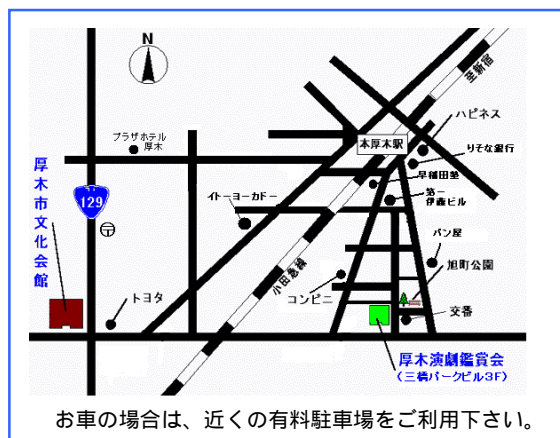 N
至新宿
ハピネス
プラザホテル
厚木
本厚木駅
りそな銀行
早稲田塾
第一
伊藤ビル
イトーヨーカドー
129
厚木市文化会館
パン屋
旭町公園
小田急線
コンビニ
トヨタ
交番
厚木演劇鑑賞会
(三橋パークビル3F)
お車の場合は、近くの有料駐車場をご利用下さい。